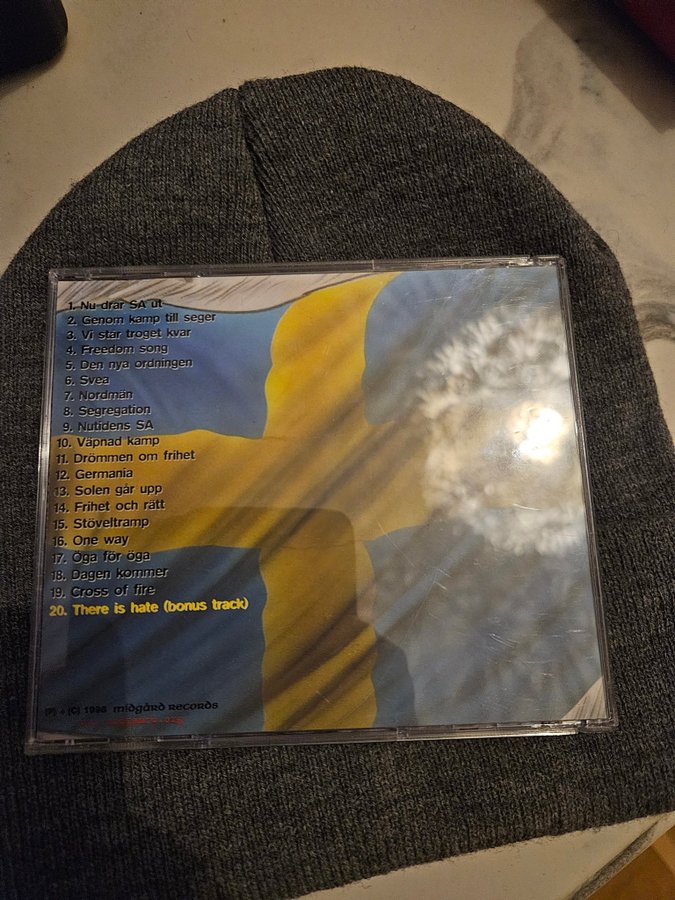 1. Nu drar SA ut
2. Genom kamp till seger
3. Vi står troget kvar
4. Freedom song
5. Den nya ordningen
6. Svea
7. Nordman
8. Segregation
9. Nutidens SA
10. Väpnad kamp
11. Drömmen om frihet
12. Germania
13. Solen går upp
14. Frihet och rätt
15. Stöveltramp
16. One way
17. Öga för öga
18. Dagen kommer
19. Cross of fire
20. There is hate (bonus track)
(P) + (C) 1998 midgård records